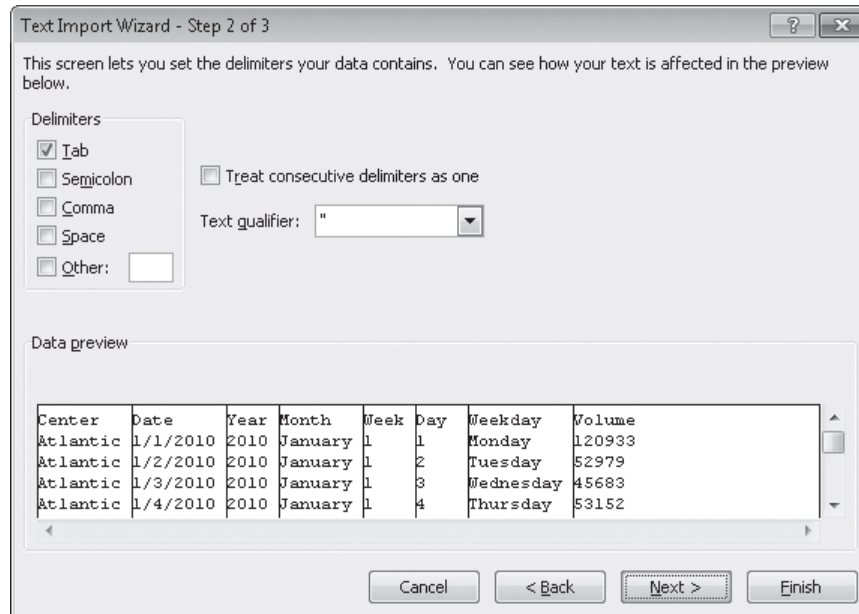 Text Import Wizard - Step 2 of 3
This screen lets you set the delimiters your data contains. You can see how your text is affected in the preview
below.
Delimiters
Tab
Semicolon
Comma
Space
Other:
Treat consecutive delimiters as one
Text qualifier: "
Data preview
Center Date Year Month Week Day Weekday Volume
Atlantic 1/1/2010 2010 January 1 1 Monday 120933
Atlantic 1/2/2010 2010 January 1 2 Tuesday 52979
Atlantic 1/3/2010 2010 January 1 3 Wednesday 45683
Atlantic 1/4/2010 2010 January 1 4 Thursday 53152
Cancel < Back Next > Finish